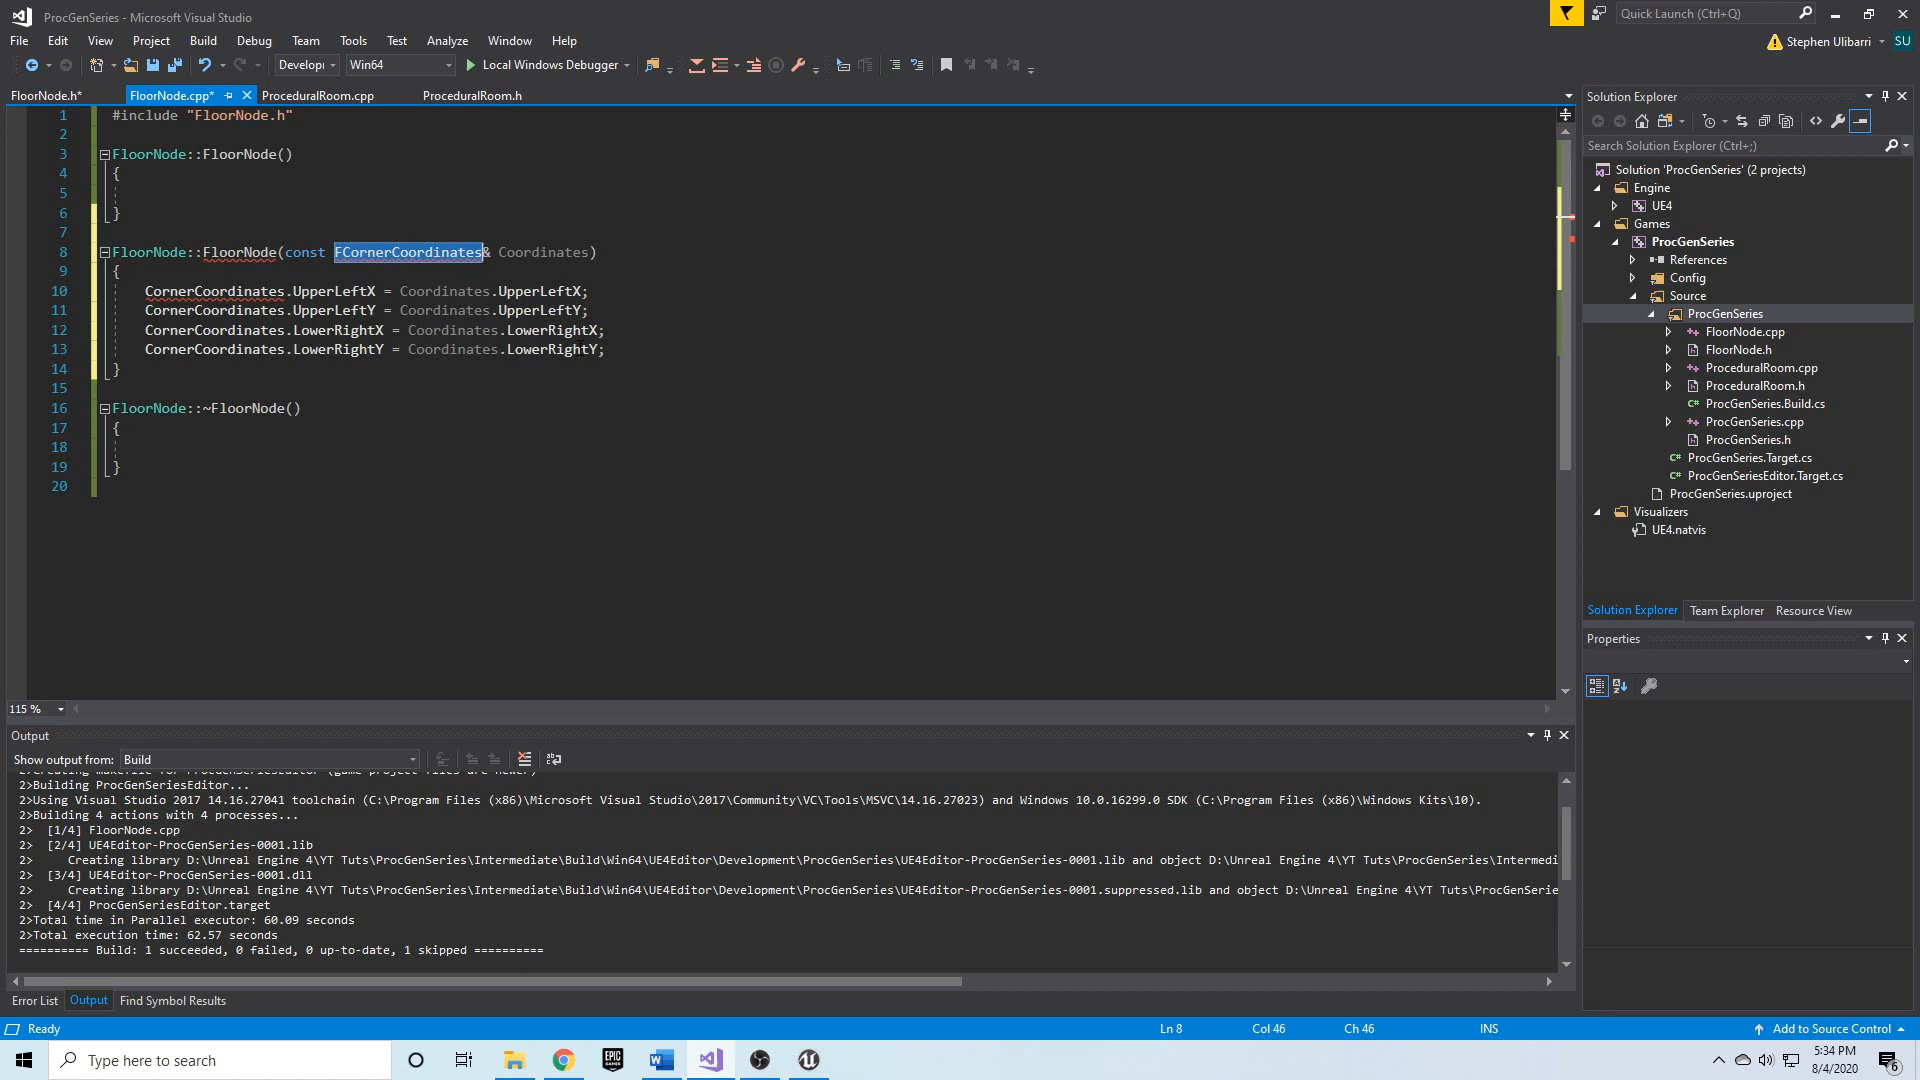 ProcGenSeries - Microsoft Visual Studio
Quick Launch (Ctrl+Q)
File Edit View Project Build Debug Team Tools Test Analyze Window Help
Stephen Ulibarri SU
Developi Win64 Local Windows Debugger
FloorNode.h* FloorNode.cpp* ProceduralRoom.cpp ProceduralRoom.h
1 #include "FloorNode.h"
2
3 FloorNode::FloorNode()
4 {
5
6 }
7
8 FloorNode::FloorNode(const FCornerCoordinates& Coordinates)
9 {
10 CornerCoordinates.UpperLeftX = Coordinates.UpperLeftX;
11 CornerCoordinates.UpperLeftY = Coordinates.UpperLeftY;
12 CornerCoordinates.LowerRightX = Coordinates.LowerRightX;
13 CornerCoordinates.LowerRightY = Coordinates.LowerRightY;
14 }
15
16 FloorNode::~FloorNode()
17 {
18
19 }
20
115 %
Solution Explorer
Search Solution Explorer (Ctrl+;)
Solution 'ProcGenSeries' (2 projects)
Engine
UE4
Games
ProcGenSeries
References
Config
Source
ProcGenSeries
FloorNode.cpp
FloorNode.h
ProceduralRoom.cpp
ProceduralRoom.h
ProcGenSeries.Build.cs
ProcGenSeries.cpp
ProcGenSeries.h
ProcGenSeries.Target.cs
ProcGenSeriesEditor.Target.cs
ProcGenSeries.uproject
Visualizers
UE4.natvis
Solution Explorer Team Explorer Resource View
Properties
Output
Show output from: Build
2>Creating makefile for ProcGenSeriesEditor (game project files are newer)
2>Building ProcGenSeriesEditor...
2>Using Visual Studio 2017 14.16.27041 toolchain (C:\Program Files (x86)\Microsoft Visual Studio\2017\Community\VC\Tools\MSVC\14.16.27023) and Windows 10.0.16299.0 SDK (C:\Program Files (x86)\Windows Kits\10).
2>Building 4 actions with 4 processes...
2> [1/4] FloorNode.cpp
2> [2/4] UE4Editor-ProcGenSeries-0001.lib
2> Creating library D:\Unreal Engine 4\YT Tuts\ProcGenSeries\Intermediate\Build\Win64\UE4Editor\Development\ProcGenSeries\UE4Editor-ProcGenSeries-0001.lib and object D:\Unreal Engine 4\YT Tuts\ProcGenSeries\Intermedi
2> [3/4] UE4Editor-ProcGenSeries-0001.dll
2> Creating library D:\Unreal Engine 4\YT Tuts\ProcGenSeries\Intermediate\Build\Win64\UE4Editor\Development\ProcGenSeries\UE4Editor-ProcGenSeries-0001.suppressed.lib and object D:\Unreal Engine 4\YT Tuts\ProcGenSerie
2> [4/4] ProcGenSeriesEditor.target
2>Total time in Parallel executor: 60.09 seconds
2>Total execution time: 62.57 seconds
========== Build: 1 succeeded, 0 failed, 0 up-to-date, 1 skipped ==========
Error List Output Find Symbol Results
Ready Ln 8 Col 46 Ch 46 INS Add to Source Control
Type here to search
EPIC GAMES
5:34 PM
8/4/2020
6